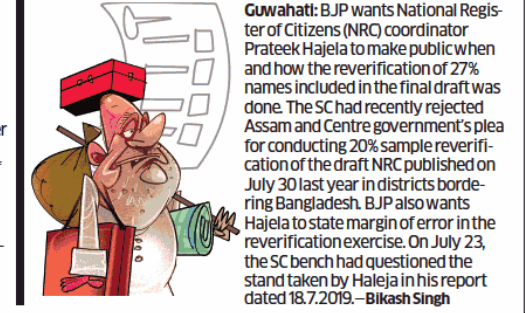 Guwahati: BJP wants National Regis-
ter of Citizens (NRC) coordinator
Prateek Hajela to make public when
and how the reverification of 27%
names included in the final draft was
done. The SC had recently rejected
Assam and Centre government's plea
for conducting 20% sample reverifi-
cation of the draft NRC published on
July 30 last year in districts borde-
ring Bangladesh. BJP also wants
Hajela to state margin of error in the
reverification exercise. On July 23,
the SC bench had questioned the
stand taken by Haleja in his report
dated 18.7.2019.–Bikash Singh